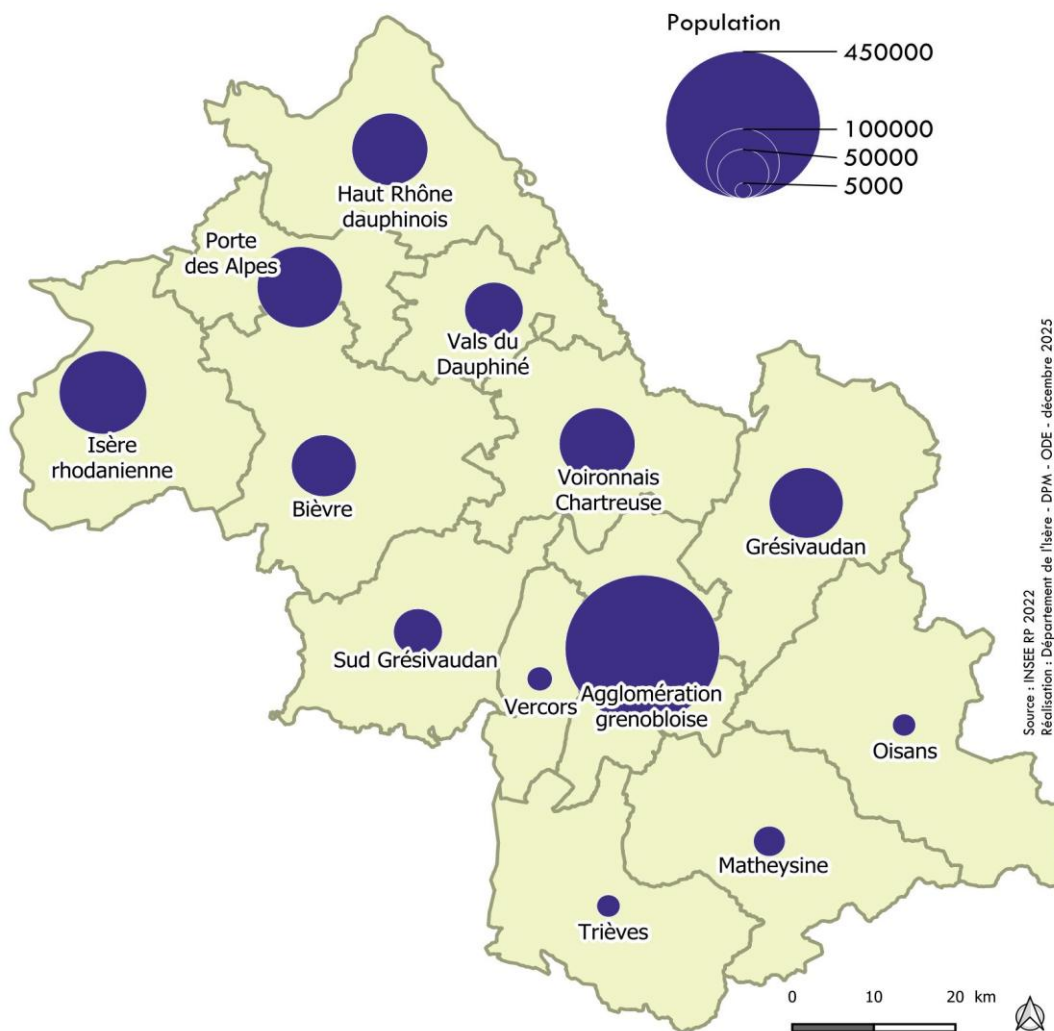 Population
450000
100000
50000
5000
Haut Rhône
dauphinois
Porte
des Alpes
Vals du
Dauphiné
Isère
rhodanienne
Bièvre
Voironnais
Chartreuse
Grésivaudan
Sud Grésivaudan
Vercors
Agglomération
grenobloise
Oisans
Matheysine
Trièves
Source : INSEE RP 2022
Réalisation : Département de l'Isère - DPM - ODE - décembre 2025
0 10 20 km